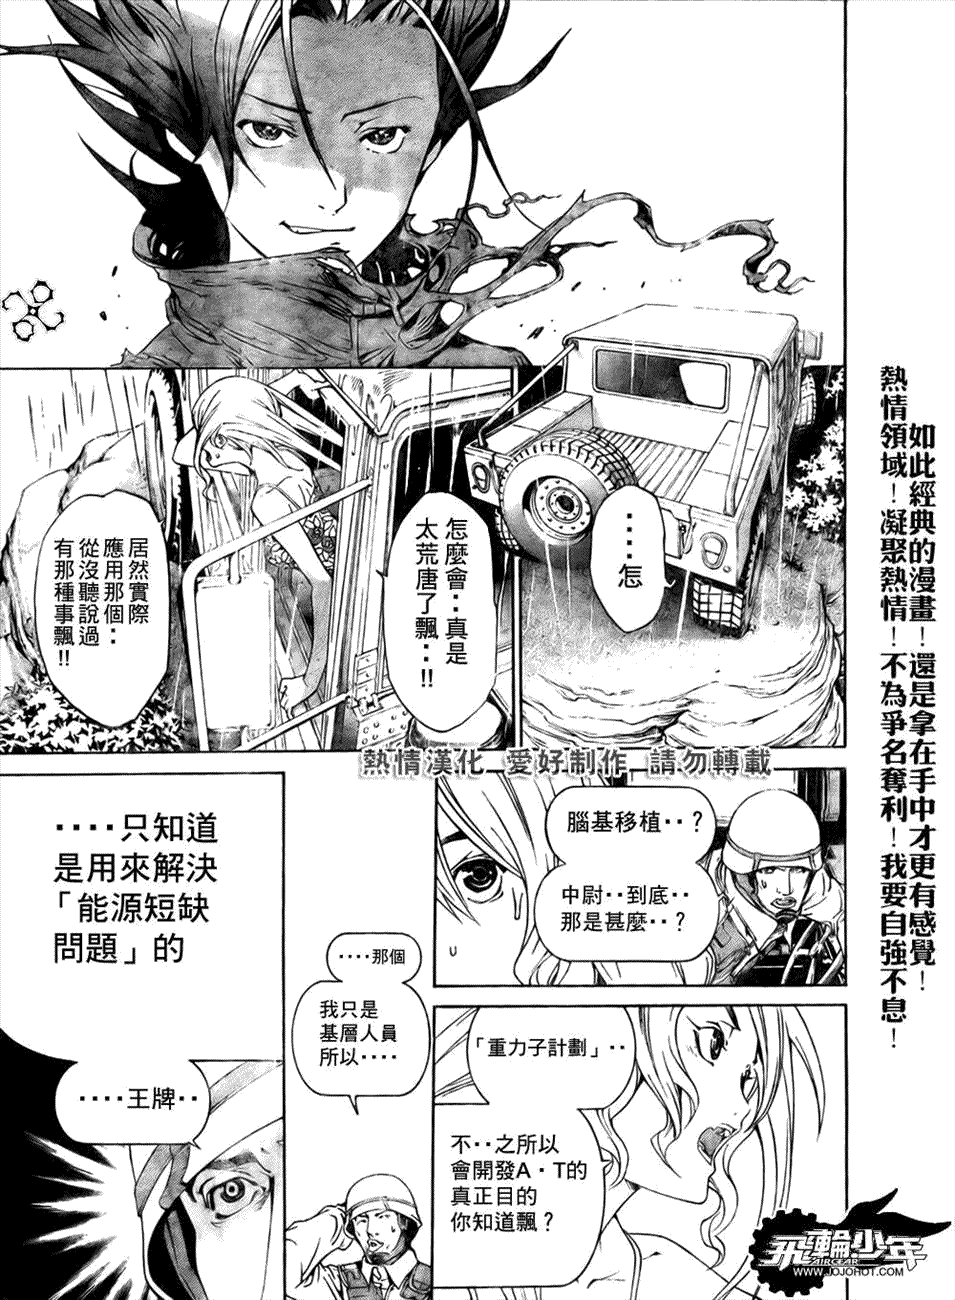 ‥‥怎
怎麼會‥真是
太荒唐了飄‥!!
居然實際
應用那個‥
從沒聽說過
有那種事飄!!
熱情漢化 愛好制作 請勿轉載
腦基移植‥?
中尉‥到底‥
那是甚麼‥?
「重力子計劃」‥
不‥之所以
會開發A・T的
真正目的
你知道飄?
‥‥那個
我只是
基層人員
所以‥‥
‥‥只知道
是用來解決
「能源短缺
問題」的
‥‥王牌‥
如此經典的漫畫!還是拿在手中才更有感覺!
熱情領域!凝聚熱情!不為爭名奪利!我要自強不息!
飛輪少年
AIRGEAR
WWW.JOJOHOT.COM